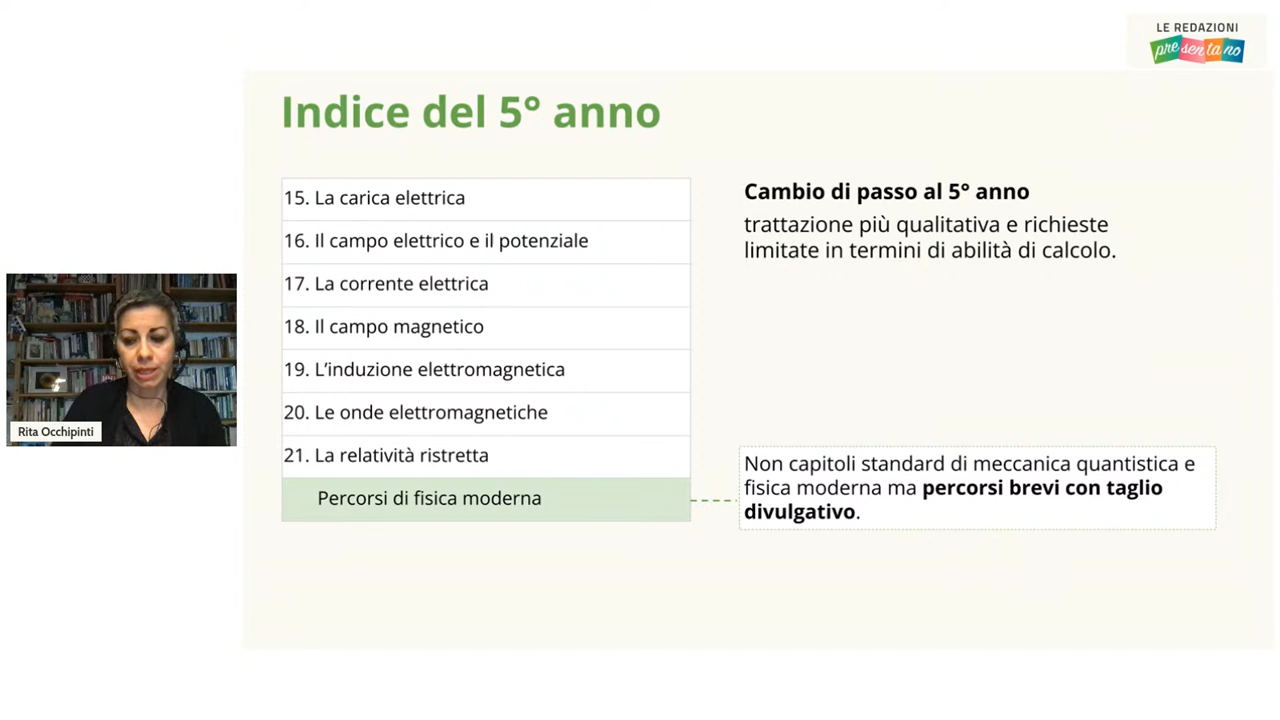 LE REDAZIONI
presentano
Indice del 5° anno
15. La carica elettrica
16. Il campo elettrico e il potenziale
17. La corrente elettrica
18. Il campo magnetico
19. L’induzione elettromagnetica
20. Le onde elettromagnetiche
21. La relatività ristretta
Percorsi di fisica moderna
Cambio di passo al 5° anno
trattazione più qualitativa e richieste
limitate in termini di abilità di calcolo.
Non capitoli standard di meccanica quantistica e
fisica moderna ma percorsi brevi con taglio
divulgativo.
Rita Occhipinti